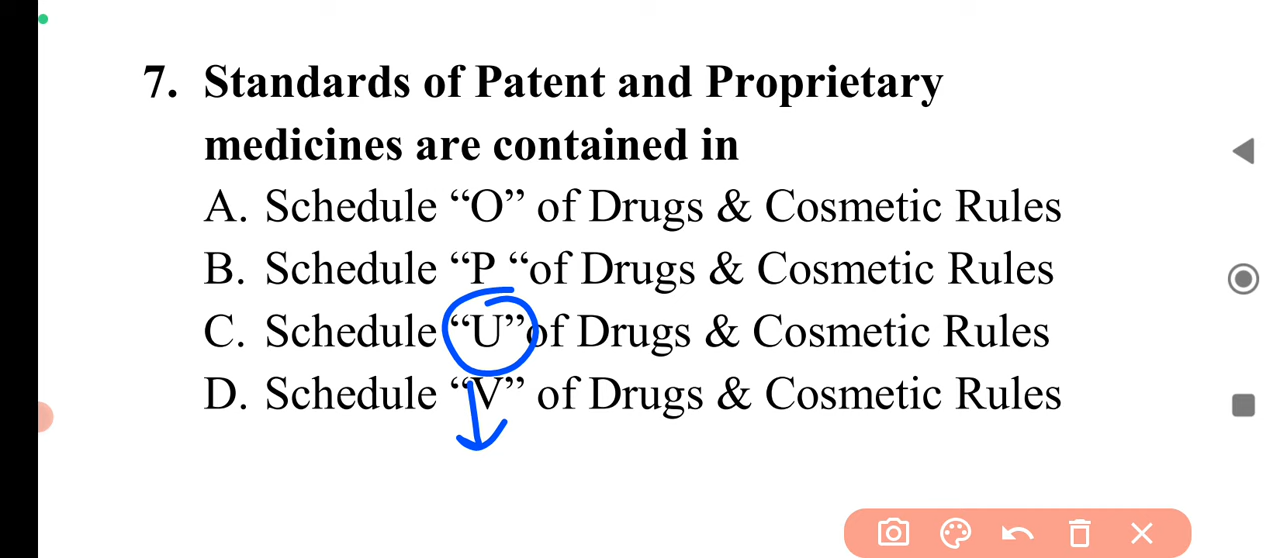 7. Standards of Patent and Proprietary
medicines are contained in
A. Schedule “O” of Drugs & Cosmetic Rules
B. Schedule “P “of Drugs & Cosmetic Rules
C. Schedule “U”of Drugs & Cosmetic Rules
D. Schedule “V” of Drugs & Cosmetic Rules